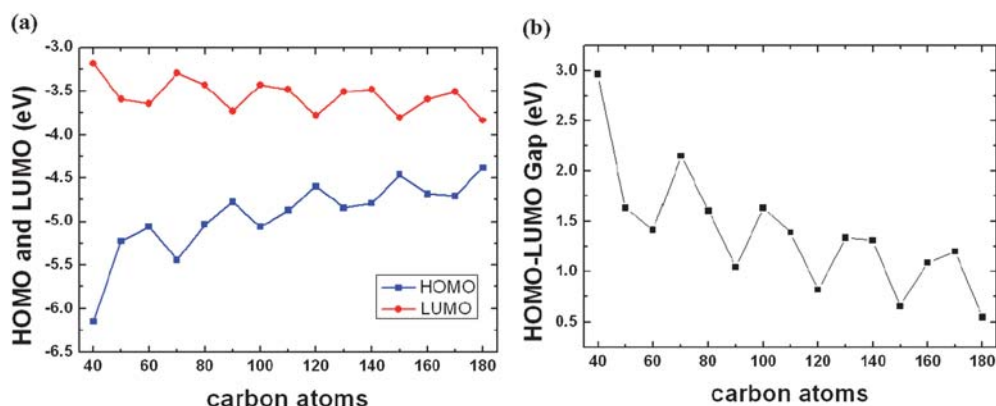 (a)
HOMO and LUMO (eV)
-3.0
-3.5
-4.0
-4.5
-5.0
-5.5
-6.0
-6.5
HOMO
LUMO
40 60 80 100 120 140 160 180
carbon atoms
(b)
HOMO-LUMO Gap (eV)
3.0
2.5
2.0
1.5
1.0
0.5
40 60 80 100 120 140 160 180
carbon atoms